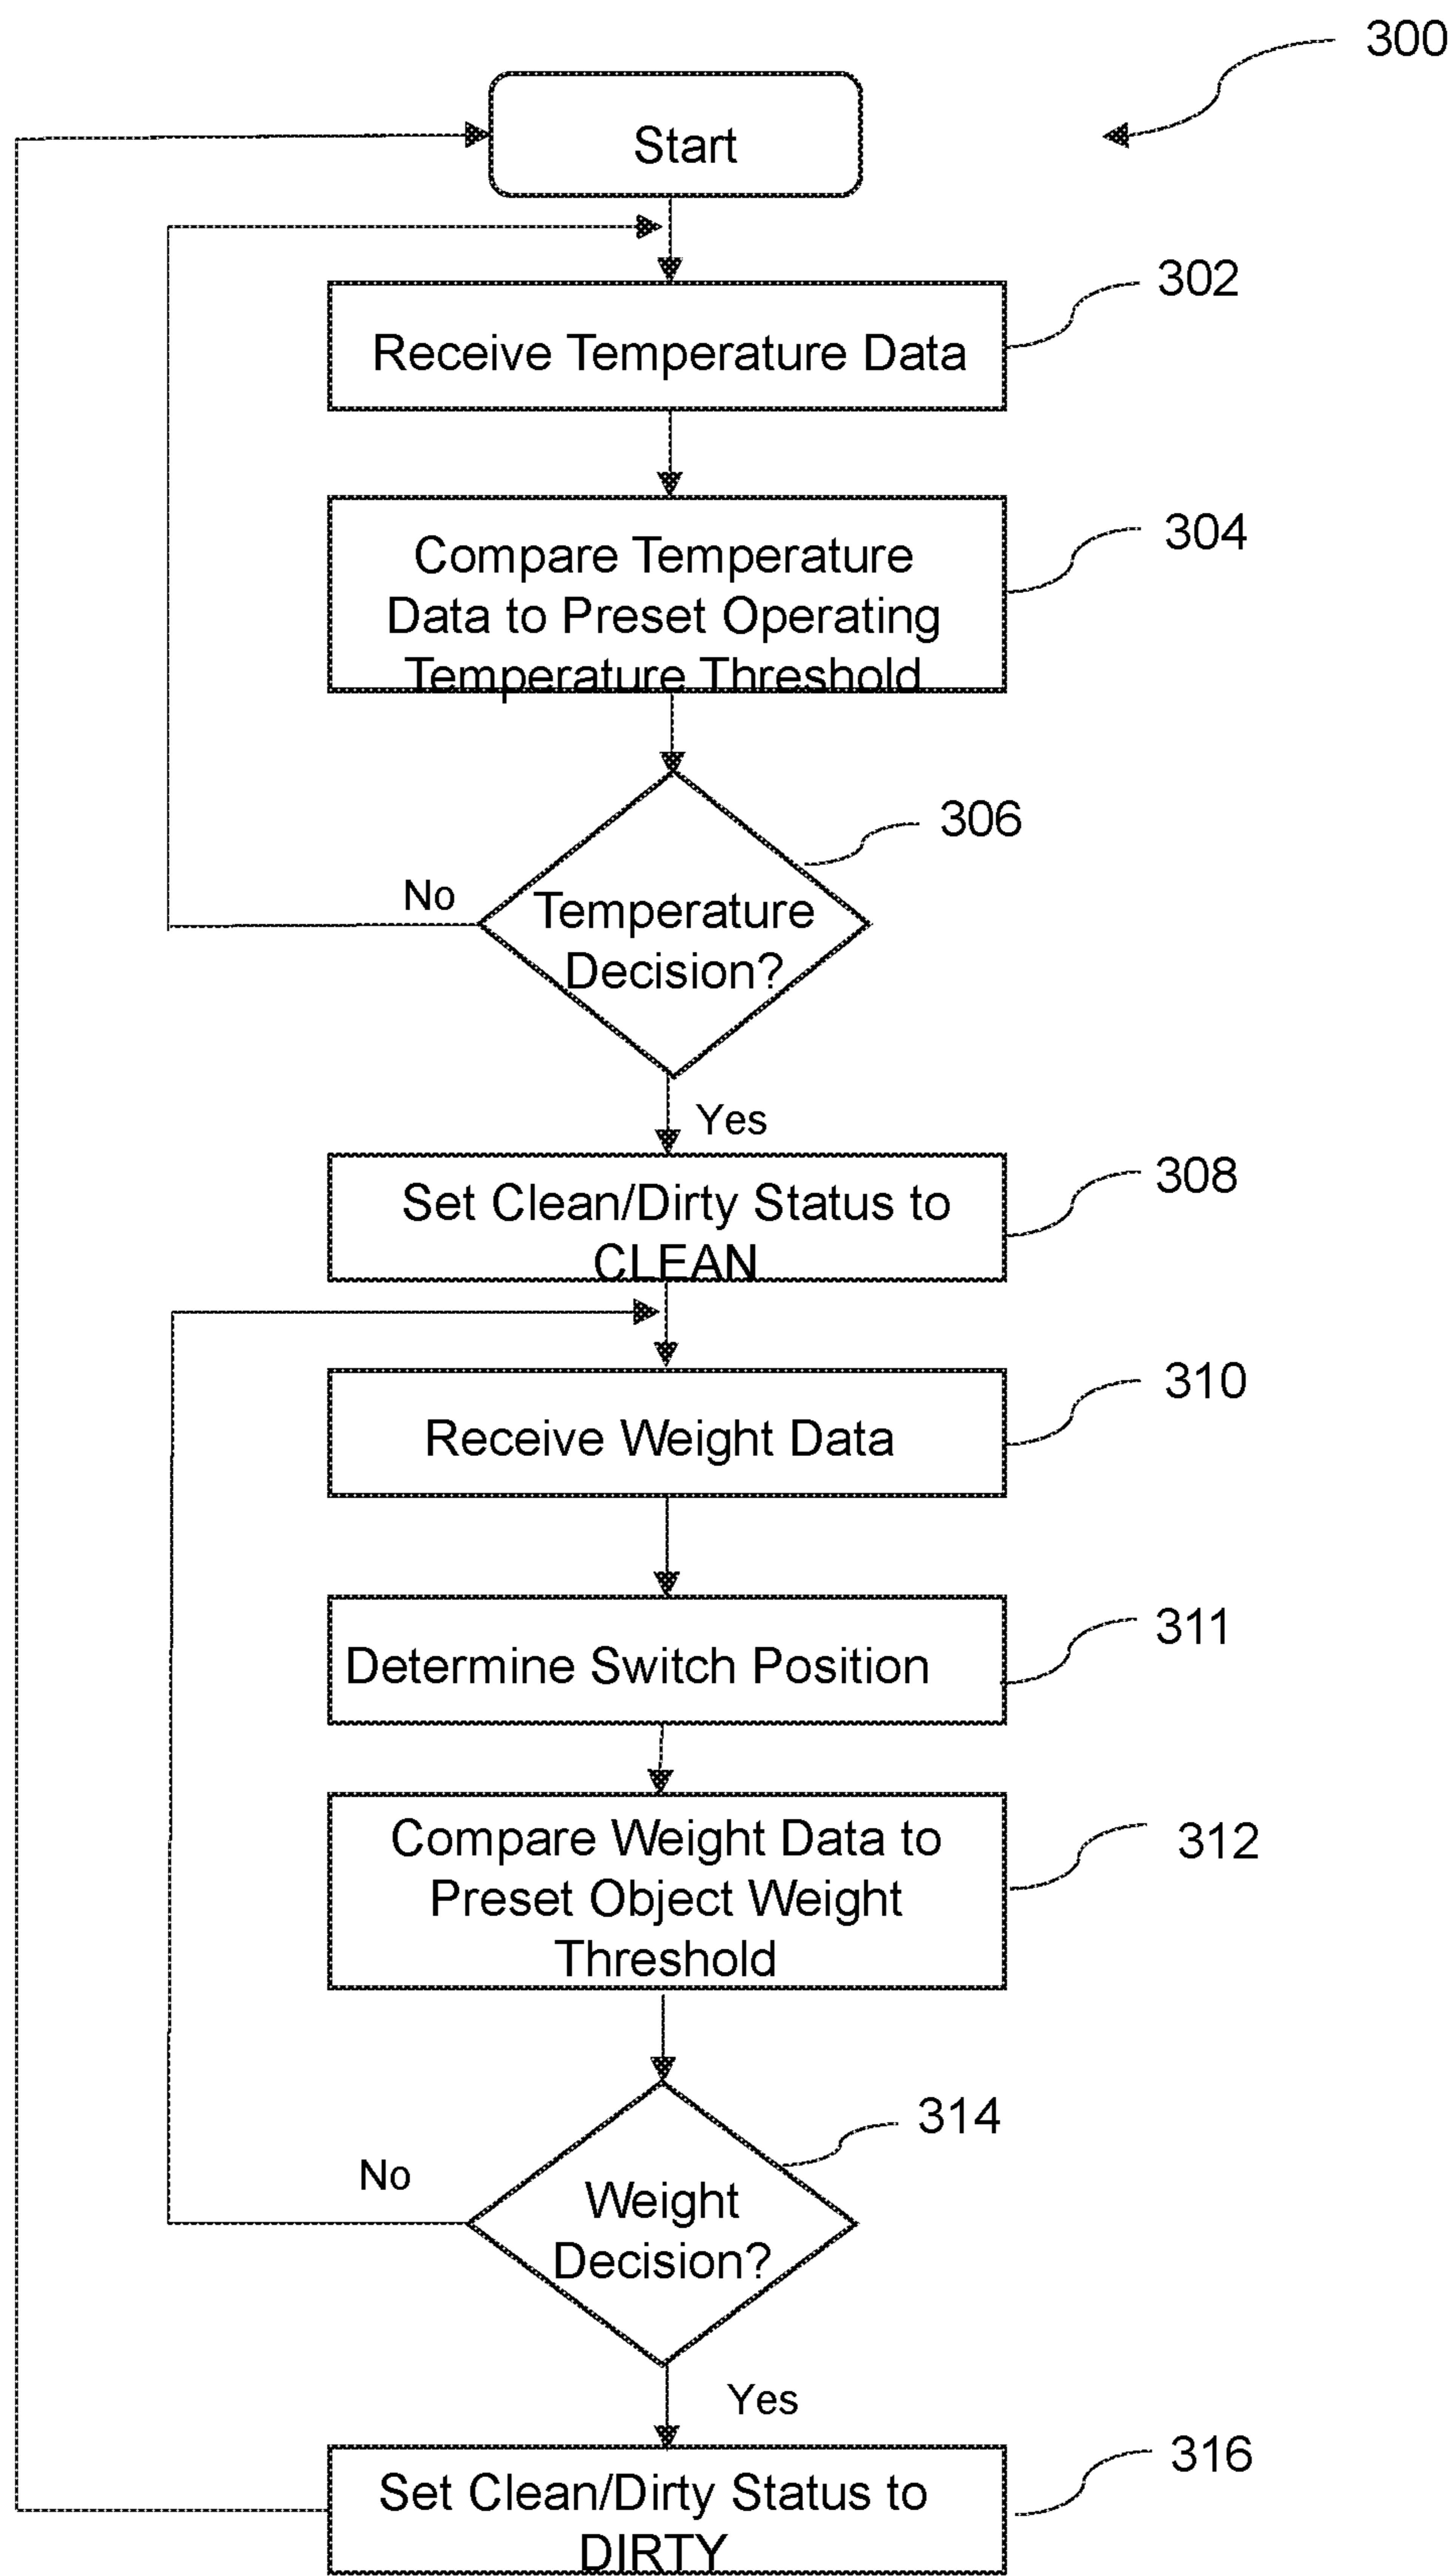 300
Start
302
Receive Temperature Data
304
Compare Temperature
Data to Preset Operating
Temperature Threshold
306
No
Temperature
Decision?
Yes
308
Set Clean/Dirty Status to
CLEAN
310
Receive Weight Data
311
Determine Switch Position
312
Compare Weight Data to
Preset Object Weight
Threshold
314
No
Weight
Decision?
Yes
316
Set Clean/Dirty Status to
DIRTY